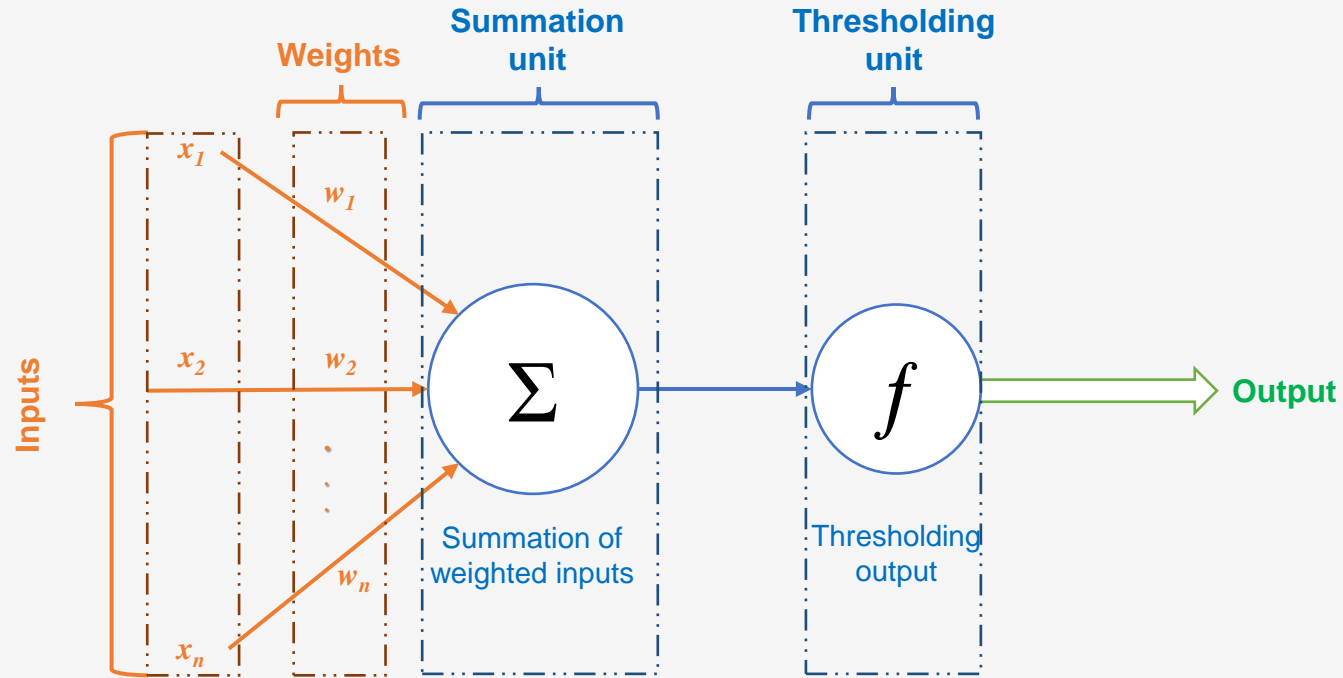 Summation
unit
Thresholding
unit
Weights
Inputs
x1
w1
x2
w2
.
.
.
wn
xn
Σ
Summation of
weighted inputs
f
Thresholding
output
Output